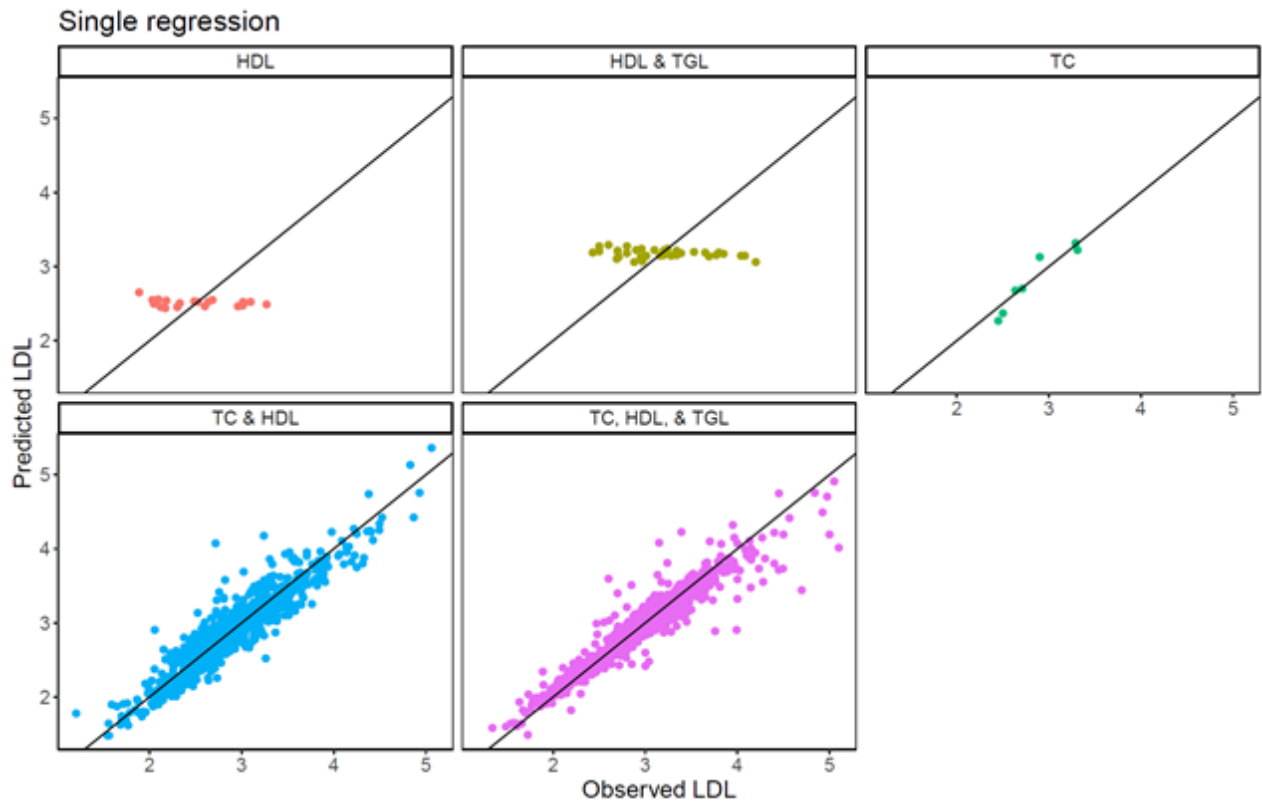 Single regression
HDL
HDL & TGL
TC
5
4
3
2
2 3 4 5
TC & HDL
TC, HDL, & TGL
Predicted LDL
5
4
3
2
2 3 4 5
2 3 4 5
Observed LDL